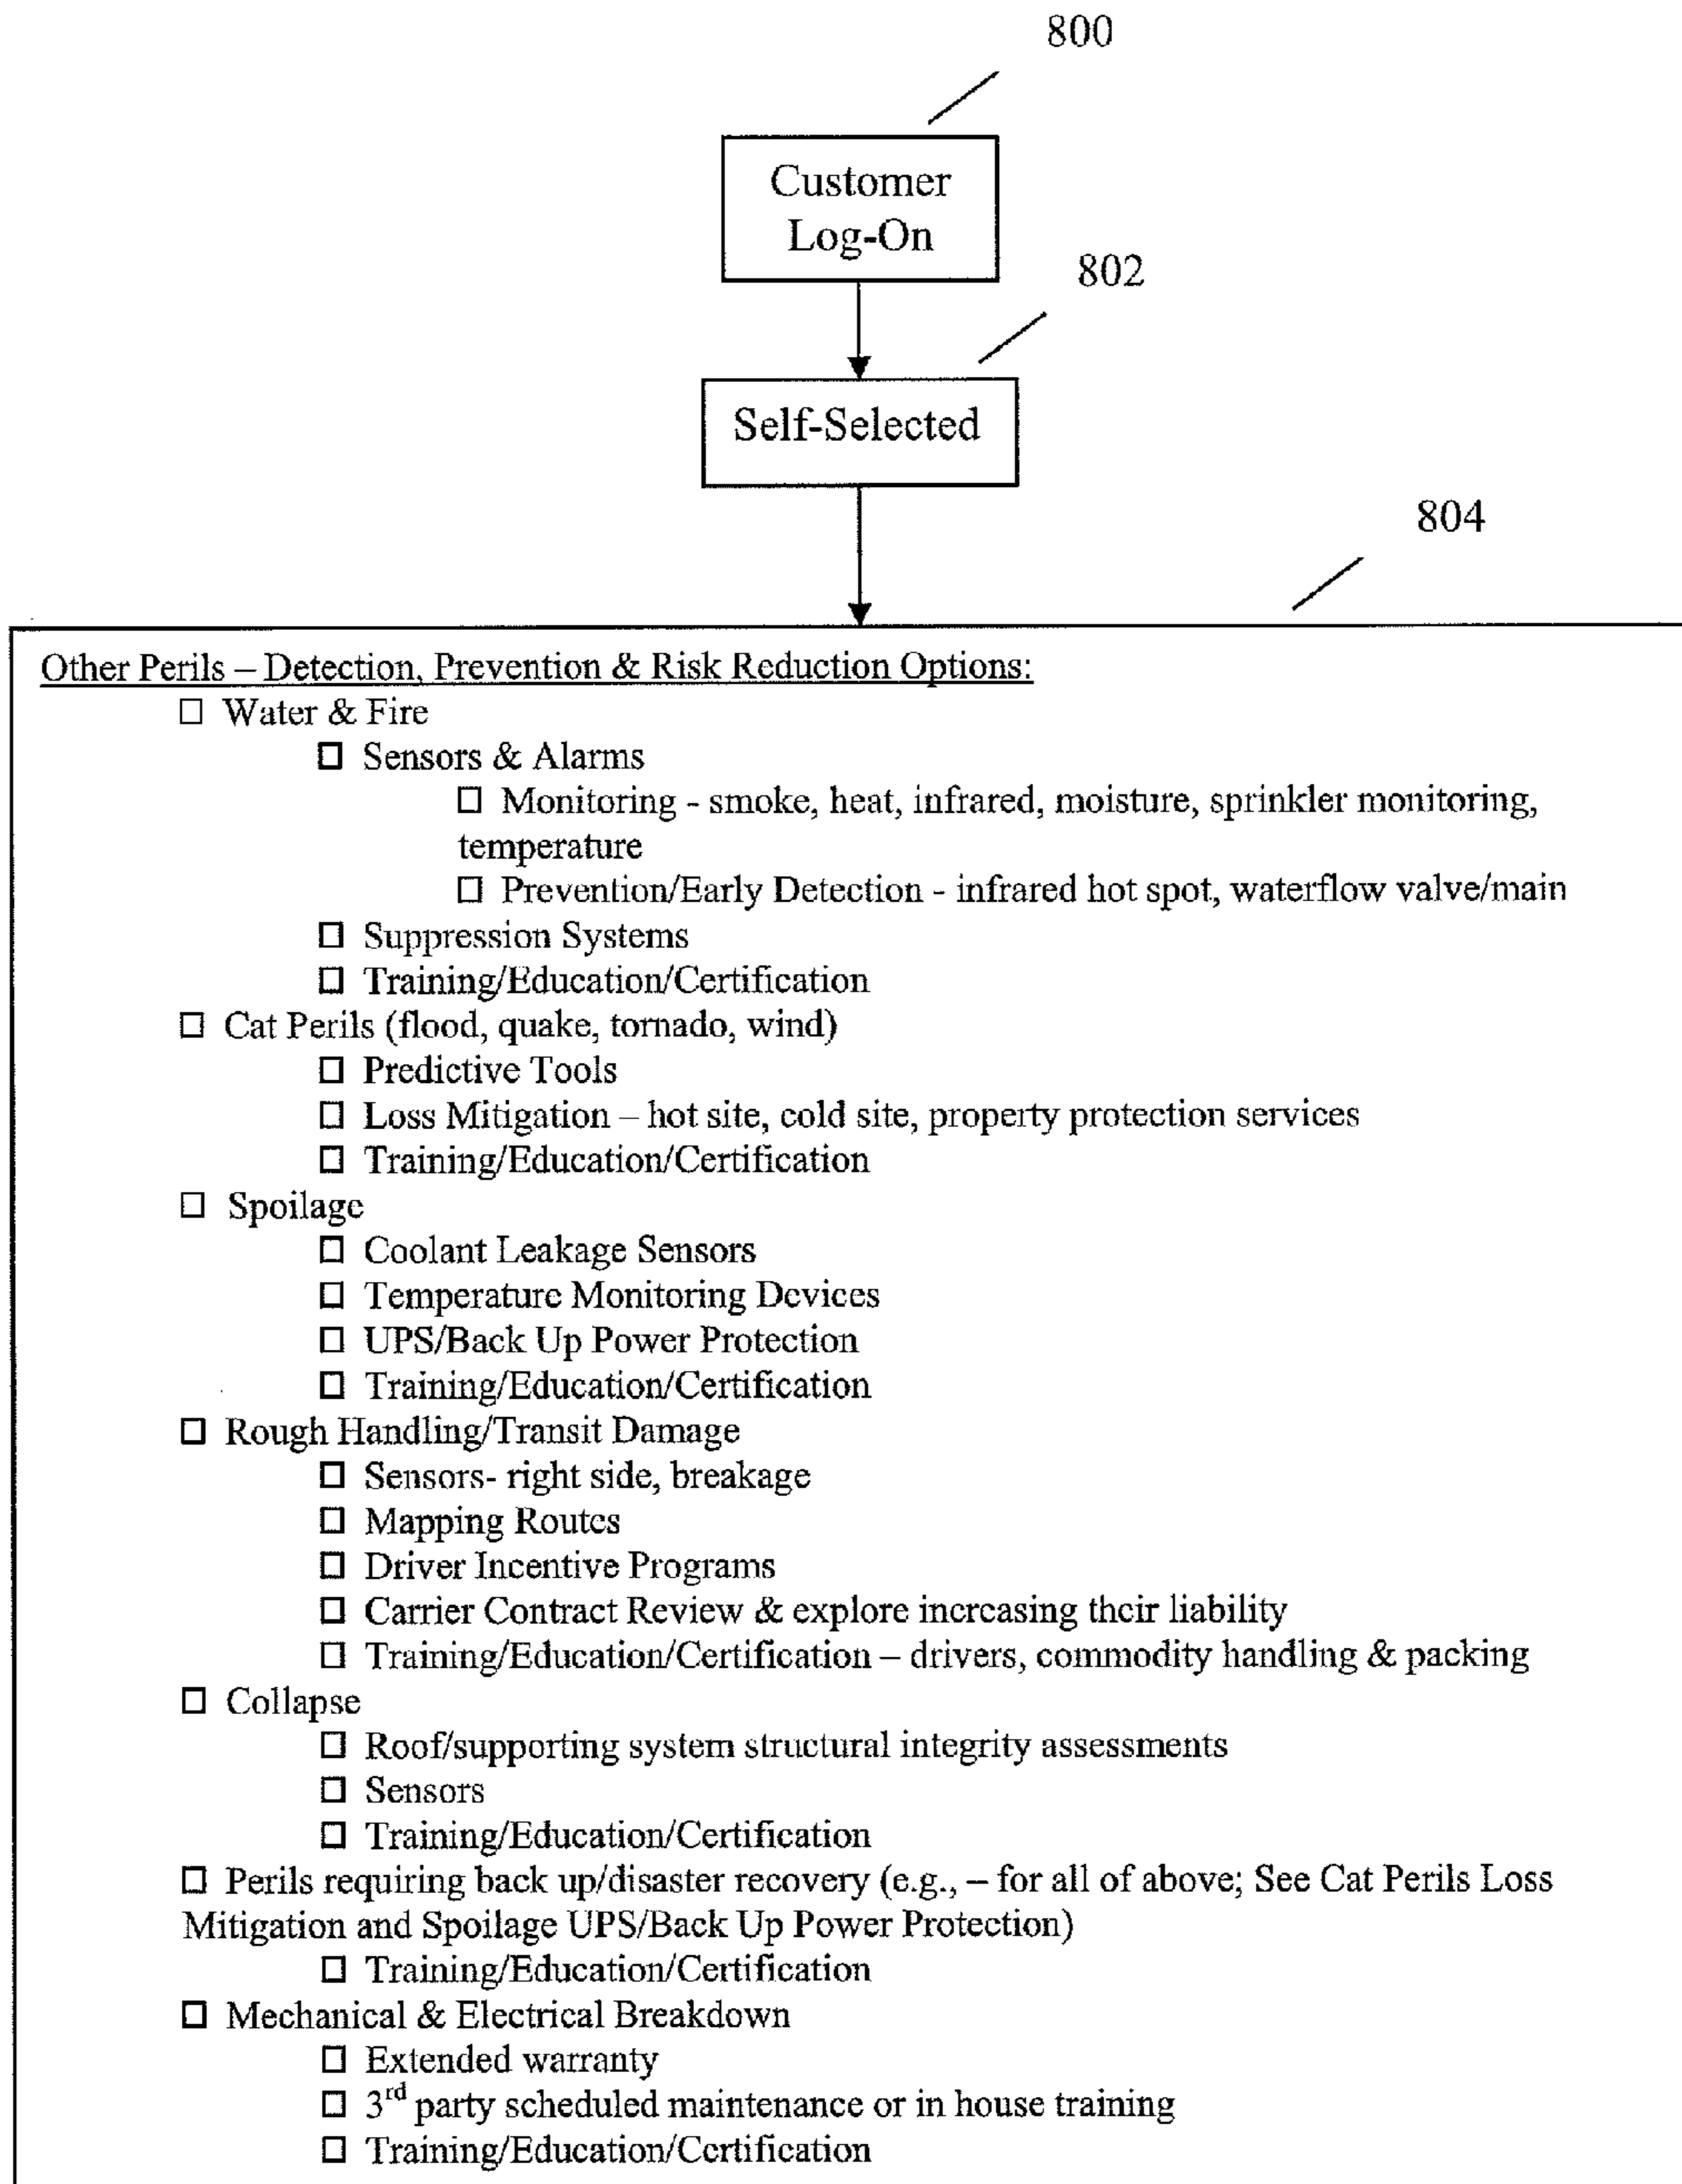 800
Customer
Log-On
802
Self-Selected
804
Other Perils – Detection, Prevention & Risk Reduction Options:
☐ Water & Fire
☐ Sensors & Alarms
☐ Monitoring - smoke, heat, infrared, moisture, sprinkler monitoring,
temperature
☐ Prevention/Early Detection - infrared hot spot, waterflow valve/main
☐ Suppression Systems
☐ Training/Education/Certification
☐ Cat Perils (flood, quake, tornado, wind)
☐ Predictive Tools
☐ Loss Mitigation – hot site, cold site, property protection services
☐ Training/Education/Certification
☐ Spoilage
☐ Coolant Leakage Sensors
☐ Temperature Monitoring Devices
☐ UPS/Back Up Power Protection
☐ Training/Education/Certification
☐ Rough Handling/Transit Damage
☐ Sensors- right side, breakage
☐ Mapping Routes
☐ Driver Incentive Programs
☐ Carrier Contract Review & explore increasing their liability
☐ Training/Education/Certification – drivers, commodity handling & packing
☐ Collapse
☐ Roof/supporting system structural integrity assessments
☐ Sensors
☐ Training/Education/Certification
☐ Perils requiring back up/disaster recovery (e.g., – for all of above; See Cat Perils Loss
Mitigation and Spoilage UPS/Back Up Power Protection)
☐ Training/Education/Certification
☐ Mechanical & Electrical Breakdown
☐ Extended warranty
☐ 3rd party scheduled maintenance or in house training
☐ Training/Education/Certification